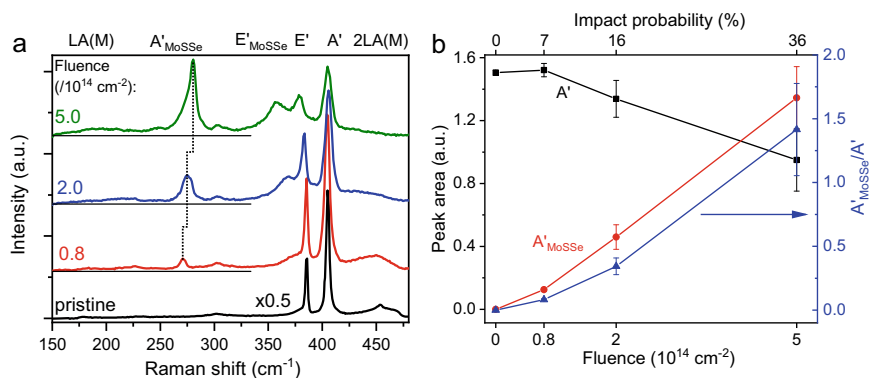 a
LA(M) A'MoSSe E'MoSSe E' A' 2LA(M)
Fluence
(/10^14 cm^-2):
5.0
2.0
0.8
pristine
x0.5
Intensity (a.u.)
150 200 250 300 350 400 450
Raman shift (cm^-1)
b
Impact probability (%)
0 7 16 36
1.6
1.2
0.8
0.4
0.0
Peak area (a.u.)
A'
A'MoSSe
2.0
1.5
1.0
0.5
0.0
A'MoSSe/A'
0 0.8 2 5
Fluence (10^14 cm^-2)